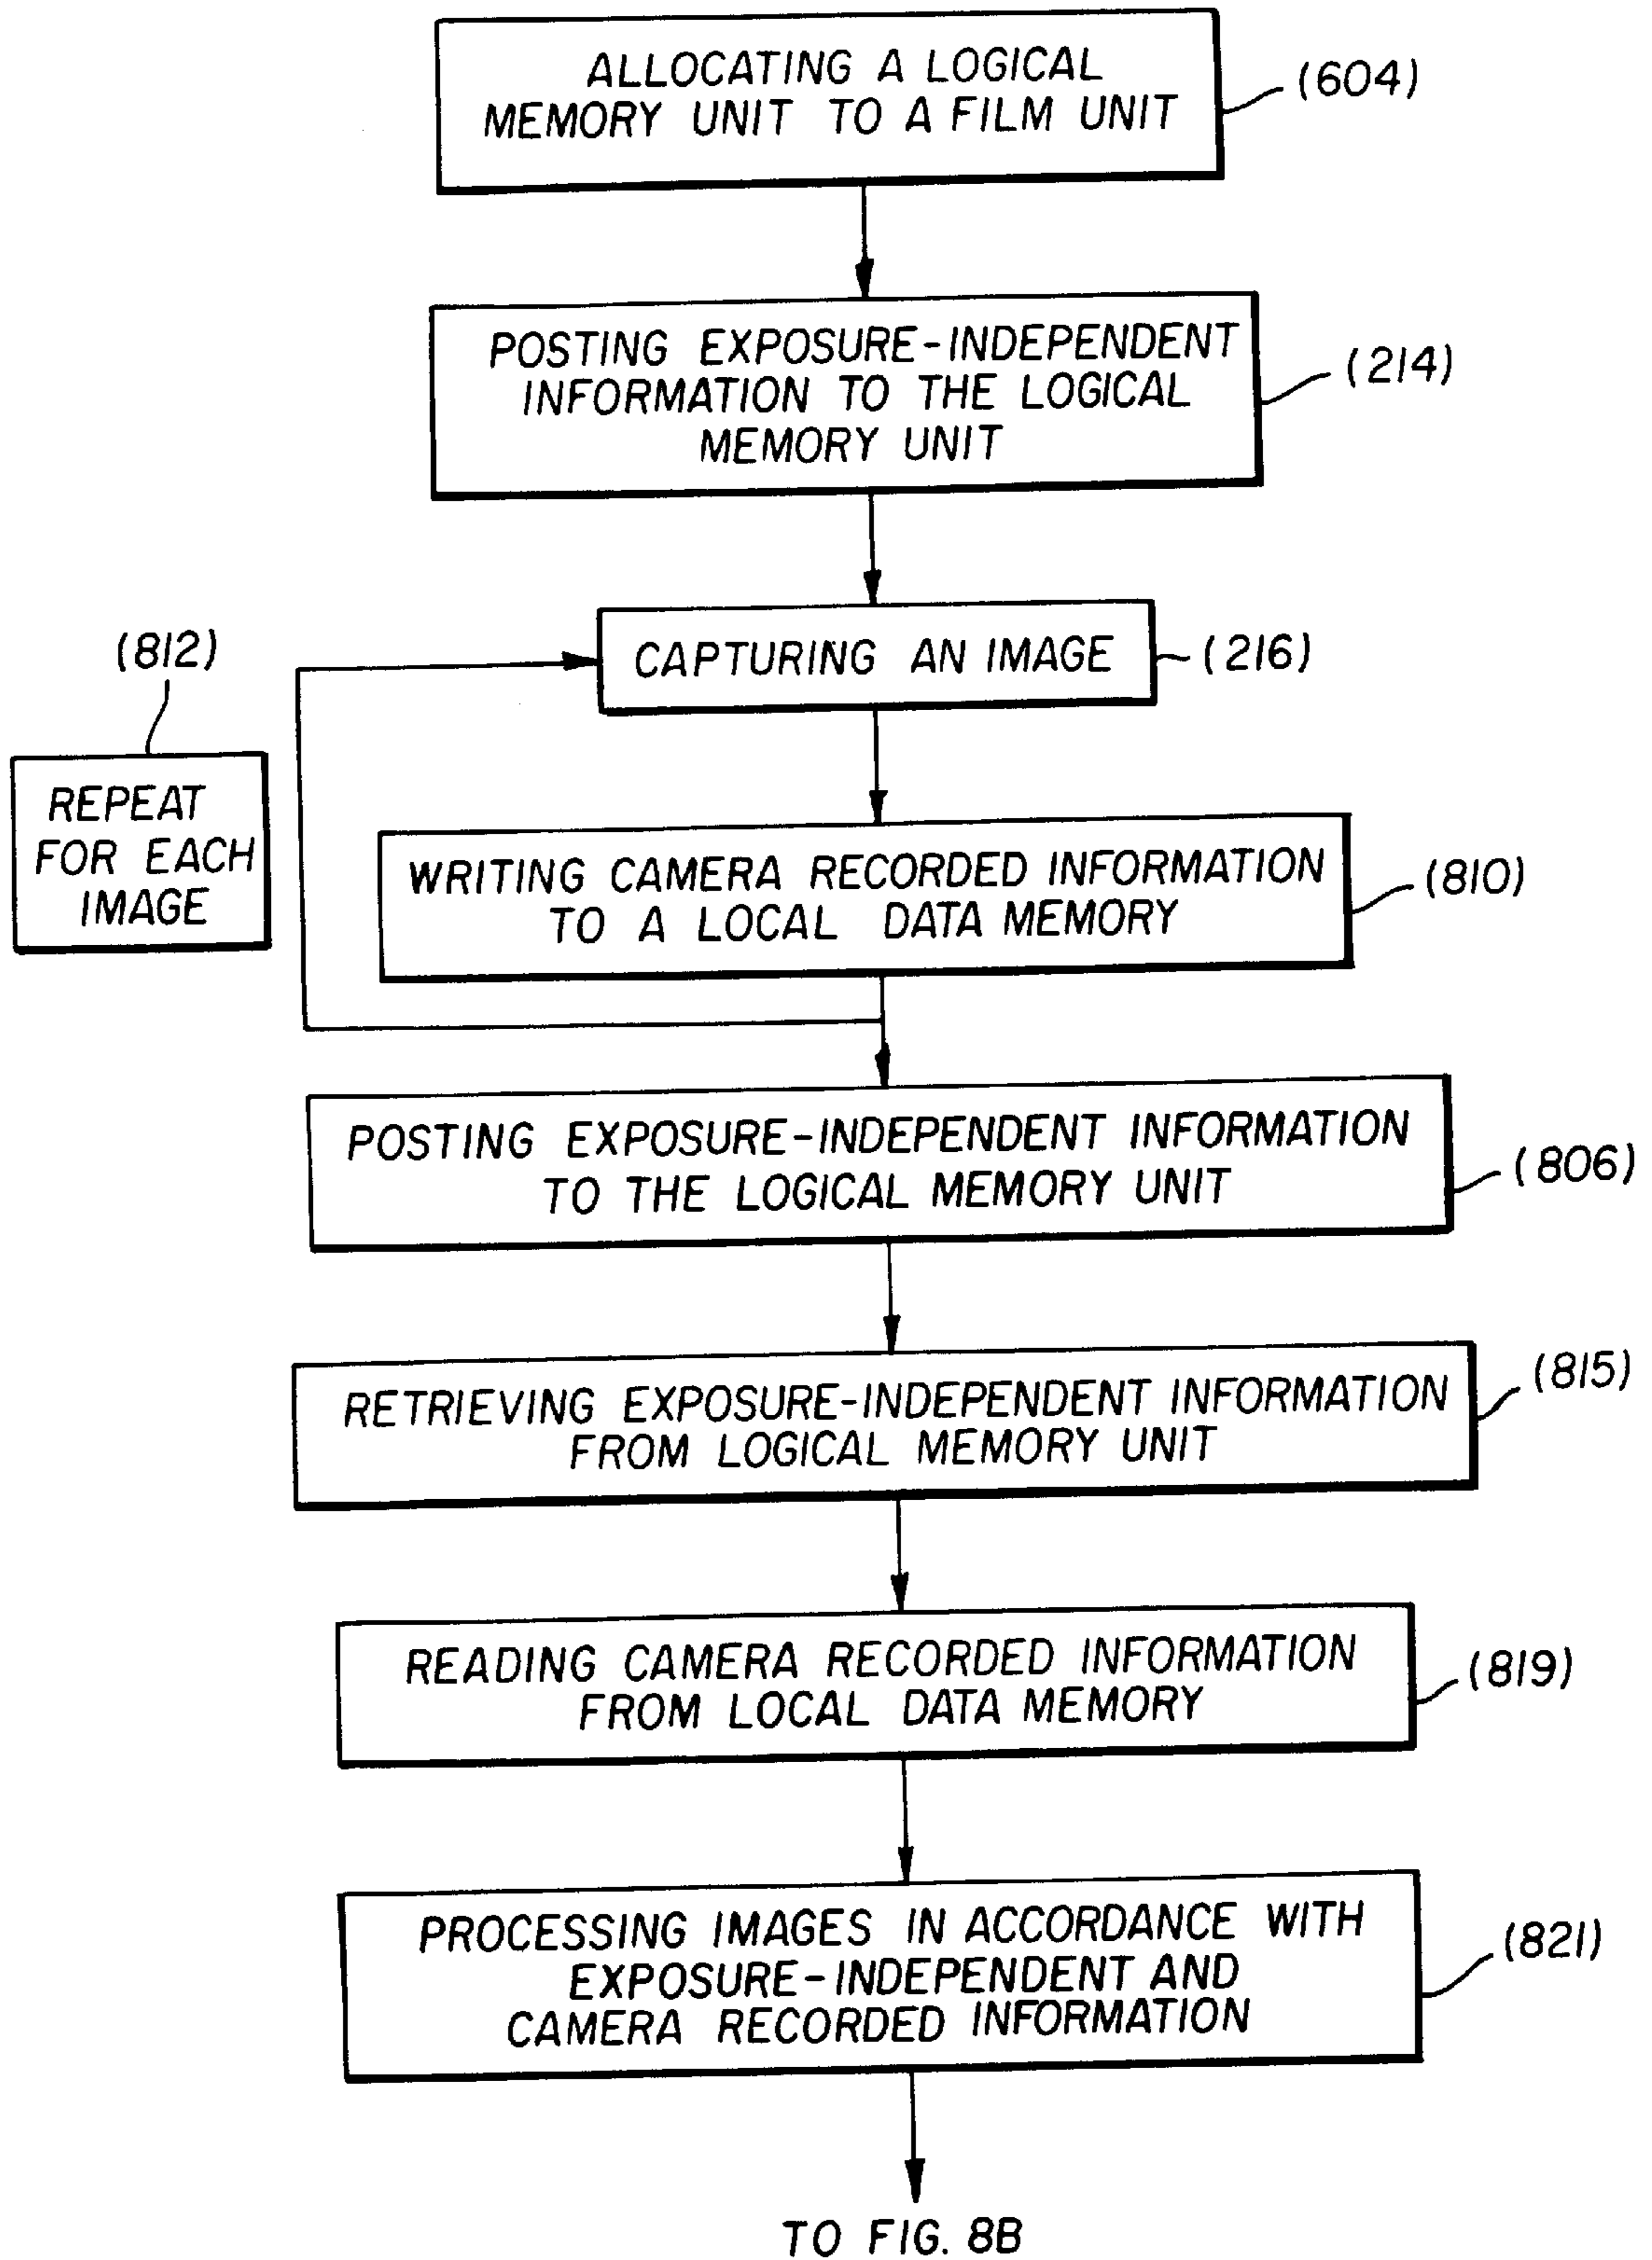 ALLOCATING A LOGICAL
MEMORY UNIT TO A FILM UNIT
(604)
POSTING EXPOSURE-INDEPENDENT
INFORMATION TO THE LOGICAL
MEMORY UNIT
(214)
CAPTURING AN IMAGE
(216)
(812)
REPEAT
FOR EACH
IMAGE
WRITING CAMERA RECORDED INFORMATION
TO A LOCAL DATA MEMORY
(810)
POSTING EXPOSURE-INDEPENDENT INFORMATION
TO THE LOGICAL MEMORY UNIT
(806)
RETRIEVING EXPOSURE-INDEPENDENT INFORMATION
FROM LOGICAL MEMORY UNIT
(815)
READING CAMERA RECORDED INFORMATION
FROM LOCAL DATA MEMORY
(819)
PROCESSING IMAGES IN ACCORDANCE WITH
EXPOSURE-INDEPENDENT AND
CAMERA RECORDED INFORMATION
(821)
TO FIG. 8B